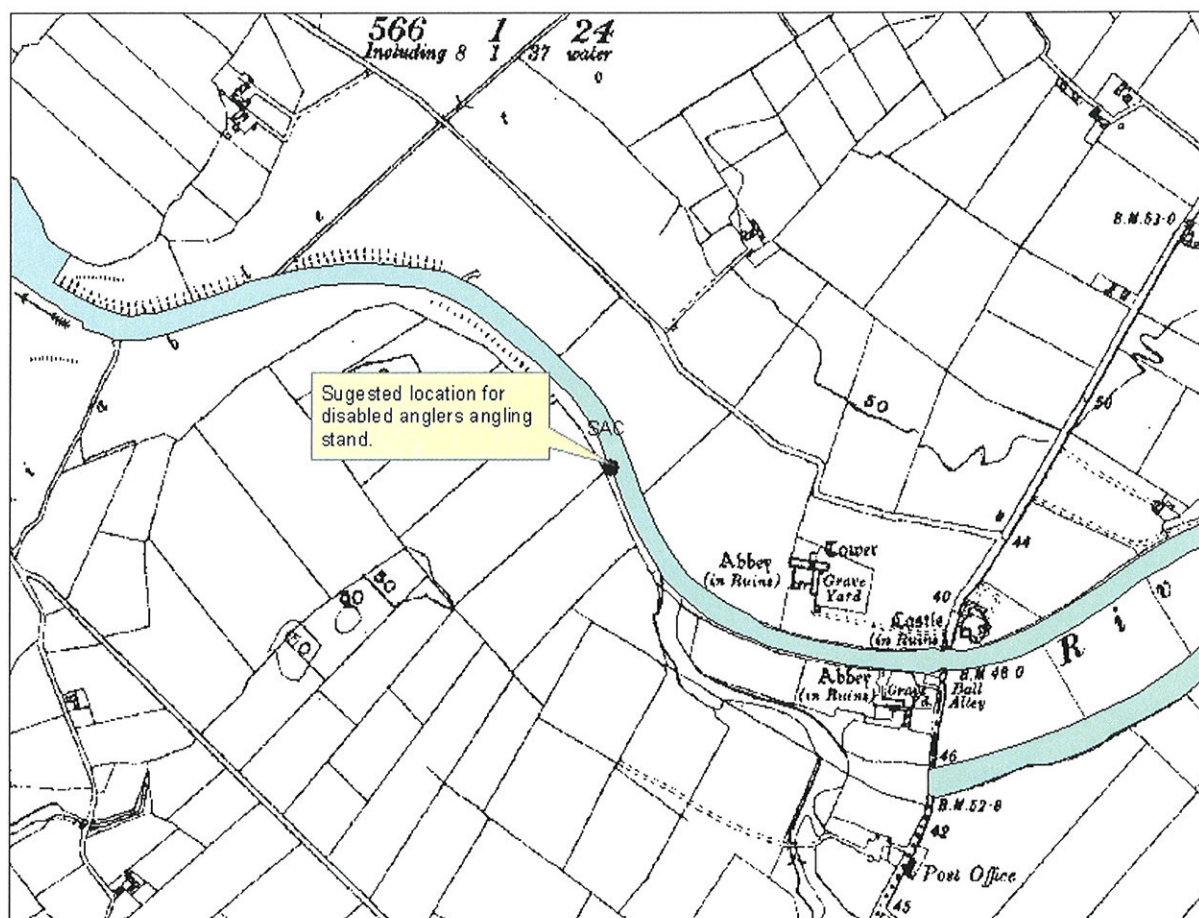 566 1 24
Including 8 1 37 water
B.M.53·0
Sugested location for
disabled anglers angling
stand.
SAC
50
50
44
Abbey
(in Ruins)
Tower
Grave
Yard
40
Castle
(in Ruins)
R i v
B.M 46·0
Abbey
(in Ruins)
Grave
Ball
Alley
50
50
50
46
B.M.52·8
42
Post Office
45